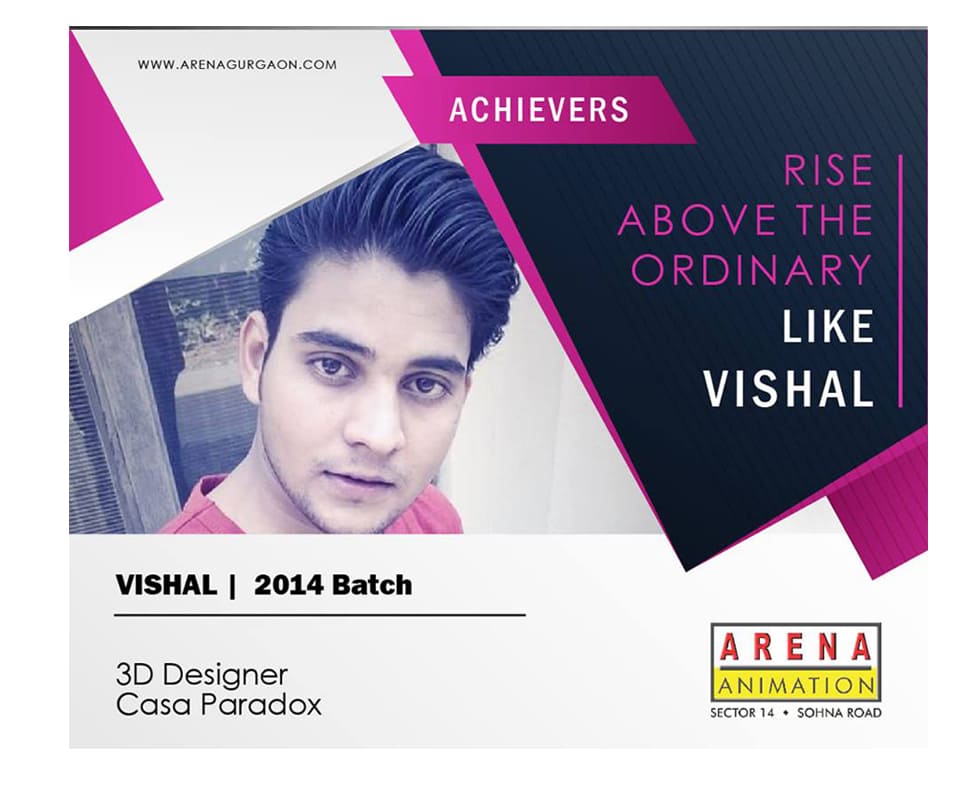 WWW.ARENAGURGAON.COM
ACHIEVERS
RISE
ABOVE THE
ORDINARY
LIKE
VISHAL
VISHAL | 2014 Batch
3D Designer
Casa Paradox
ARENA
ANIMATION
SECTOR 14 • SOHNA ROAD